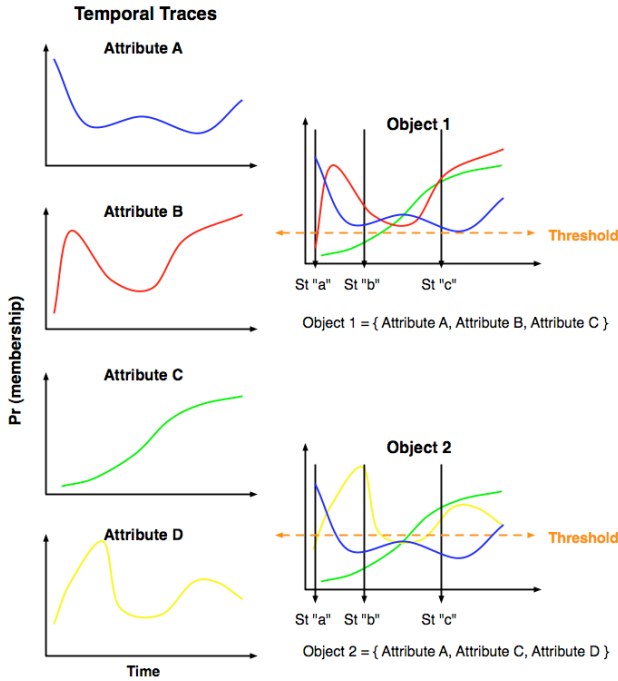 Temporal Traces
Attribute A
Attribute B
Attribute C
Attribute D
Pr (membership)
Time
Object 1
Threshold
St "a" St "b" St "c"
Object 1 = { Attribute A, Attribute B, Attribute C }
Object 2
Threshold
St "a" St "b" St "c"
Object 2 = { Attribute A, Attribute C, Attribute D }